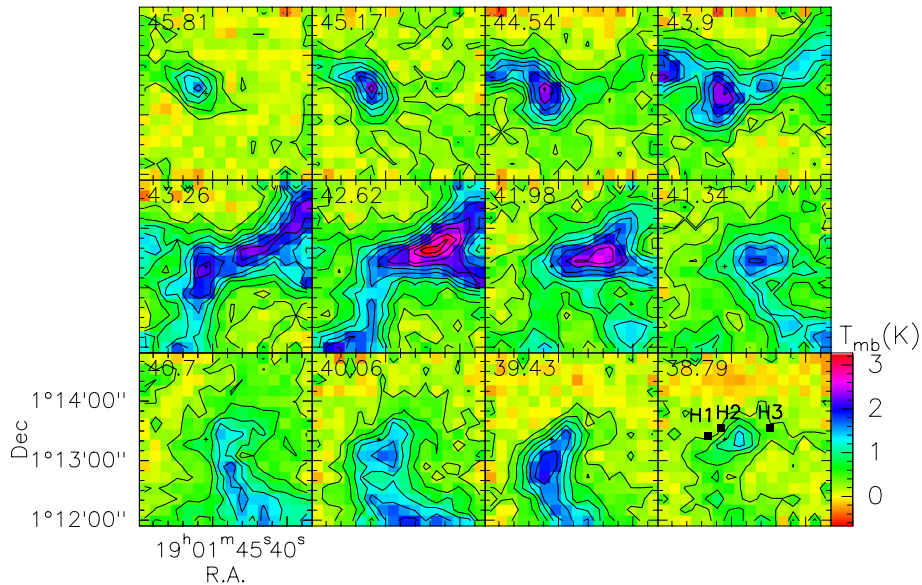 45.81 45.17 44.54 43.9
43.26 42.62 41.98 41.34
T_mb(K)
40.7 40.06 39.43 38.79
3
2
1
0
H1 H2 H3
1°14'00"
1°13'00"
1°12'00"
Dec
19h01m45s40s
R.A.